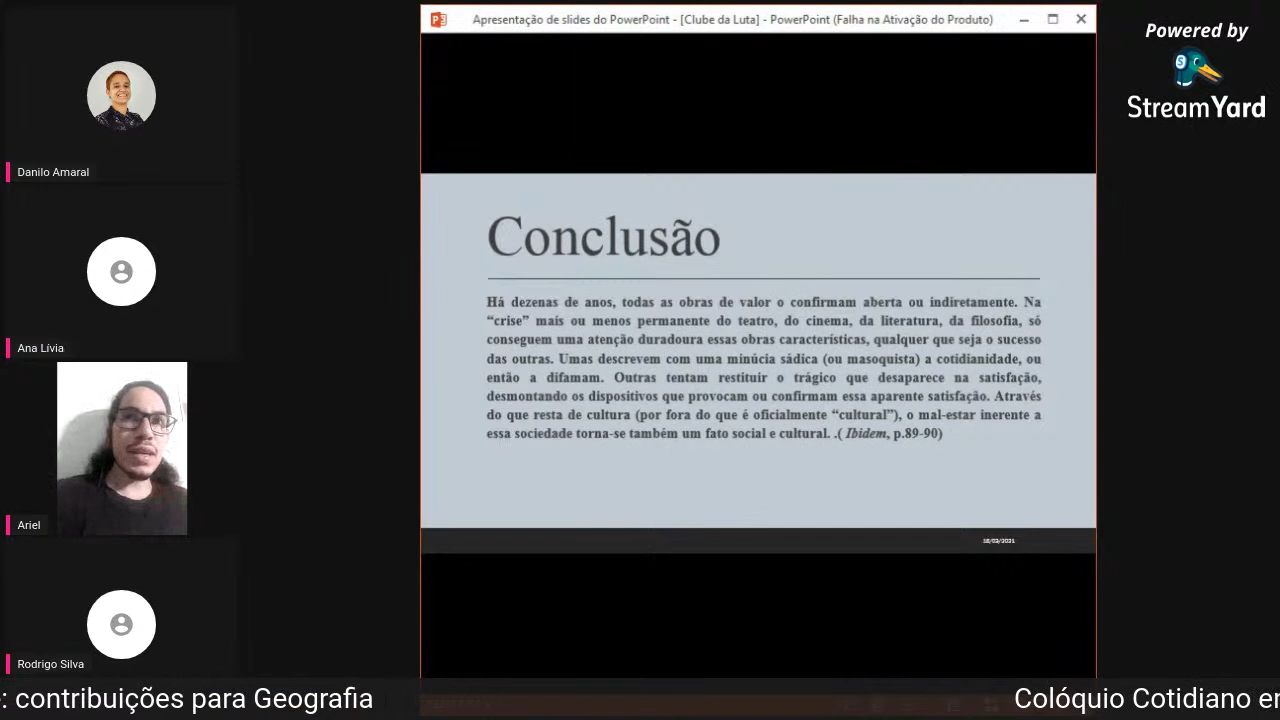 Apresentação de slides do PowerPoint - [Clube da Luta] - PowerPoint (Falha na Ativação do Produto)
Powered by
StreamYard
Danilo Amaral
Ana Lívia
Ariel
Rodrigo Silva
Conclusão
Há dezenas de anos, todas as obras de valor o confirmam aberta ou indiretamente. Na
“crise” mais ou menos permanente do teatro, do cinema, da literatura, da filosofia, só
conseguem uma atenção duradoura essas obras características, qualquer que seja o sucesso
das outras. Umas descrevem com uma minúcia sádica (ou masoquista) a cotidianidade, ou
então a difamam. Outras tentam restituir o trágico que desaparece na satisfação,
desmontando os dispositivos que provocam ou confirmam essa aparente satisfação. Através
do que resta de cultura (por fora do que é oficialmente “cultural”), o mal-estar inerente a
essa sociedade torna-se também um fato social e cultural. .( Ibidem, p.89-90)
18/03/2021
: contribuições para Geografia
Colóquio Cotidiano e